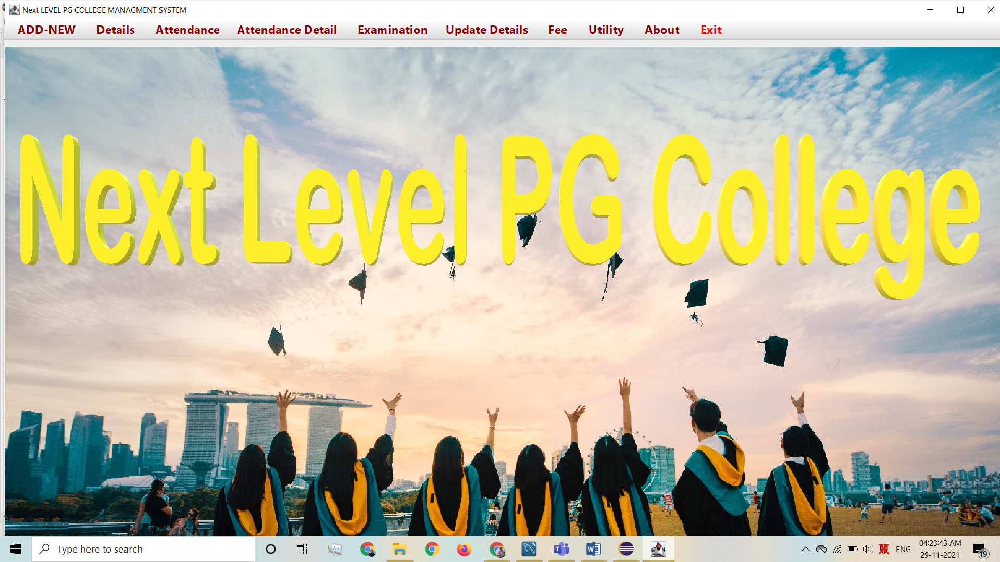 Next LEVEL PG COLLEGE MANAGMENT SYSTEM
ADD-NEW Details Attendance Attendance Detail Examination Update Details Fee Utility About Exit
Next Level PG College
Type here to search
ENG
04:23:43 AM
29-11-2021
19